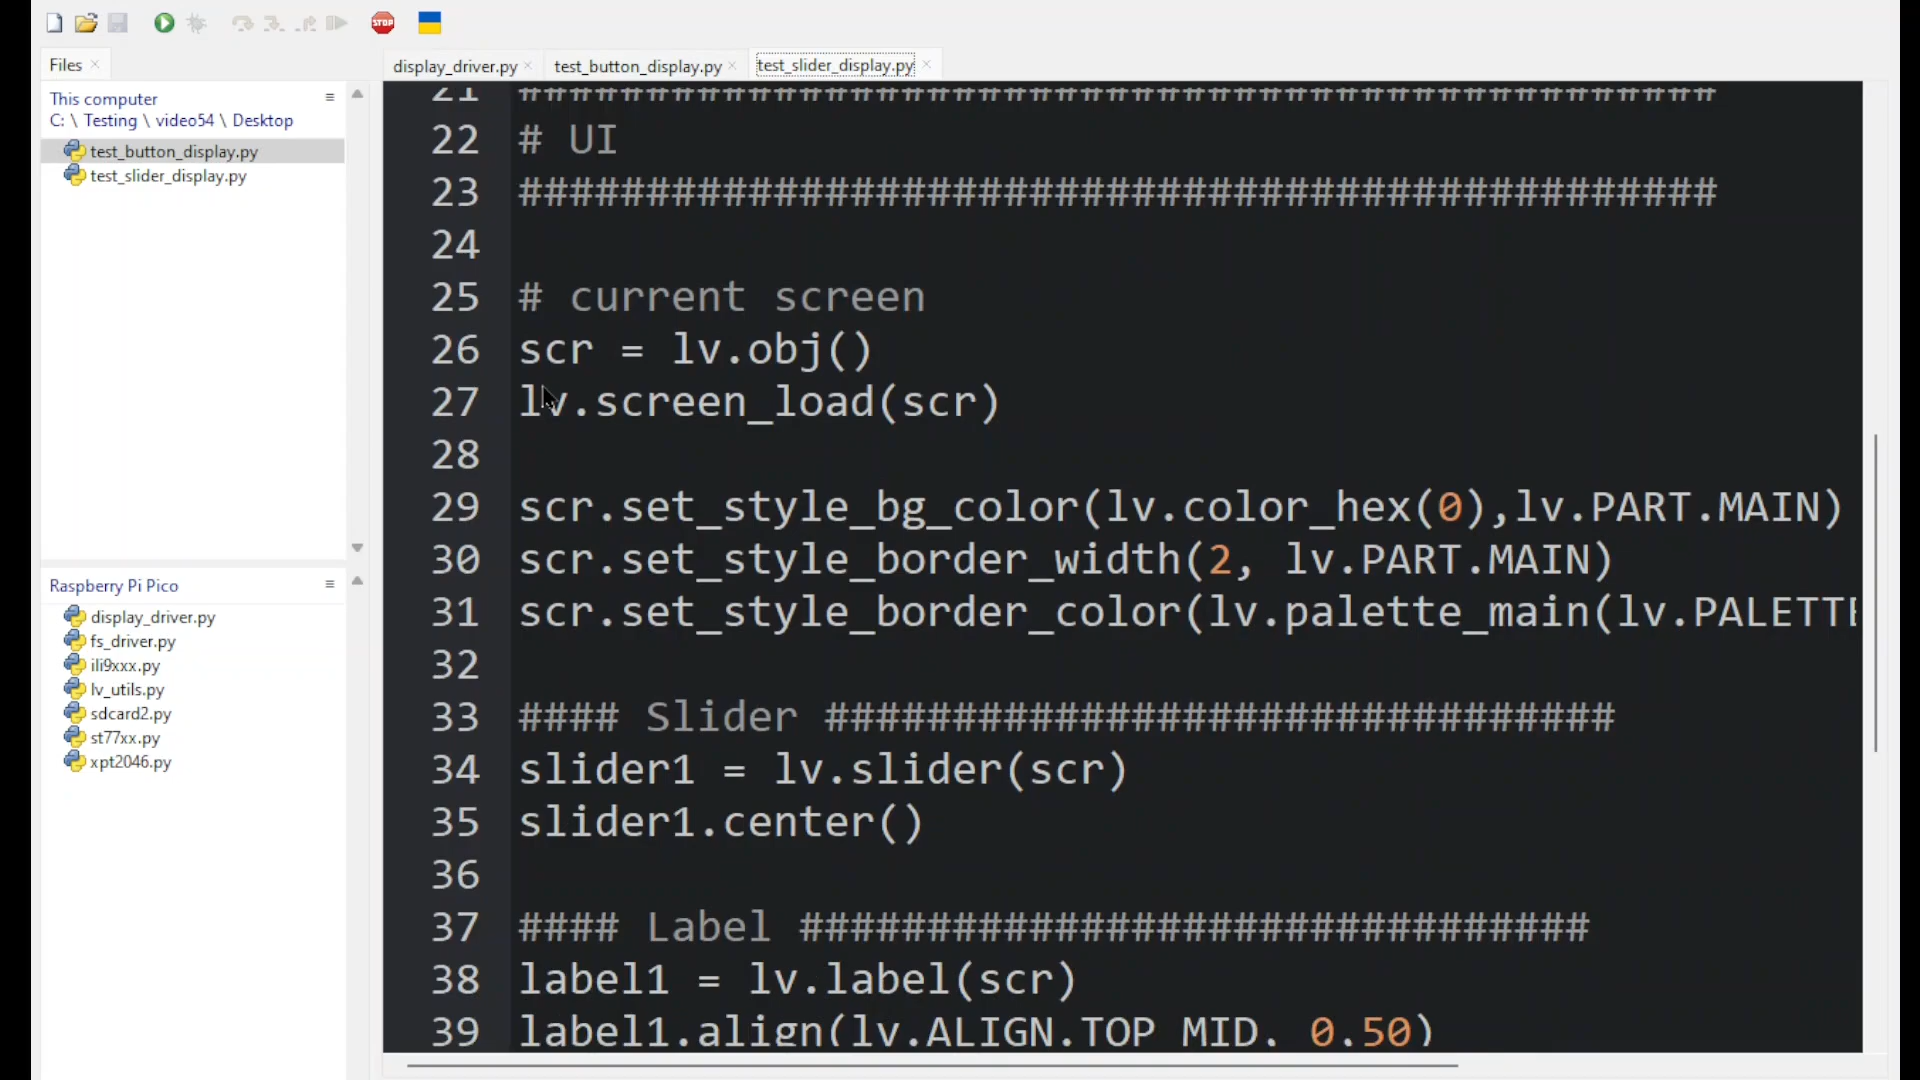 STOP
Files
display_driver.py
test_button_display.py
test_slider_display.py
This computer
C: \ Testing \ video54 \ Desktop
test_button_display.py
test_slider_display.py
Raspberry Pi Pico
display_driver.py
fs_driver.py
ili9xxx.py
lv_utils.py
sdcard2.py
st77xx.py
xpt2046.py
21 ###############################################
22 # UI
23 ###############################################
24
25 # current screen
26 scr = lv.obj()
27 lv.screen_load(scr)
28
29 scr.set_style_bg_color(lv.color_hex(0),lv.PART.MAIN)
30 scr.set_style_border_width(2, lv.PART.MAIN)
31 scr.set_style_border_color(lv.palette_main(lv.PALETTE
32
33 #### Slider ###############################
34 slider1 = lv.slider(scr)
35 slider1.center()
36
37 #### Label ###############################
38 label1 = lv.label(scr)
39 label1.align(lv.ALIGN.TOP_MID, 0,50)